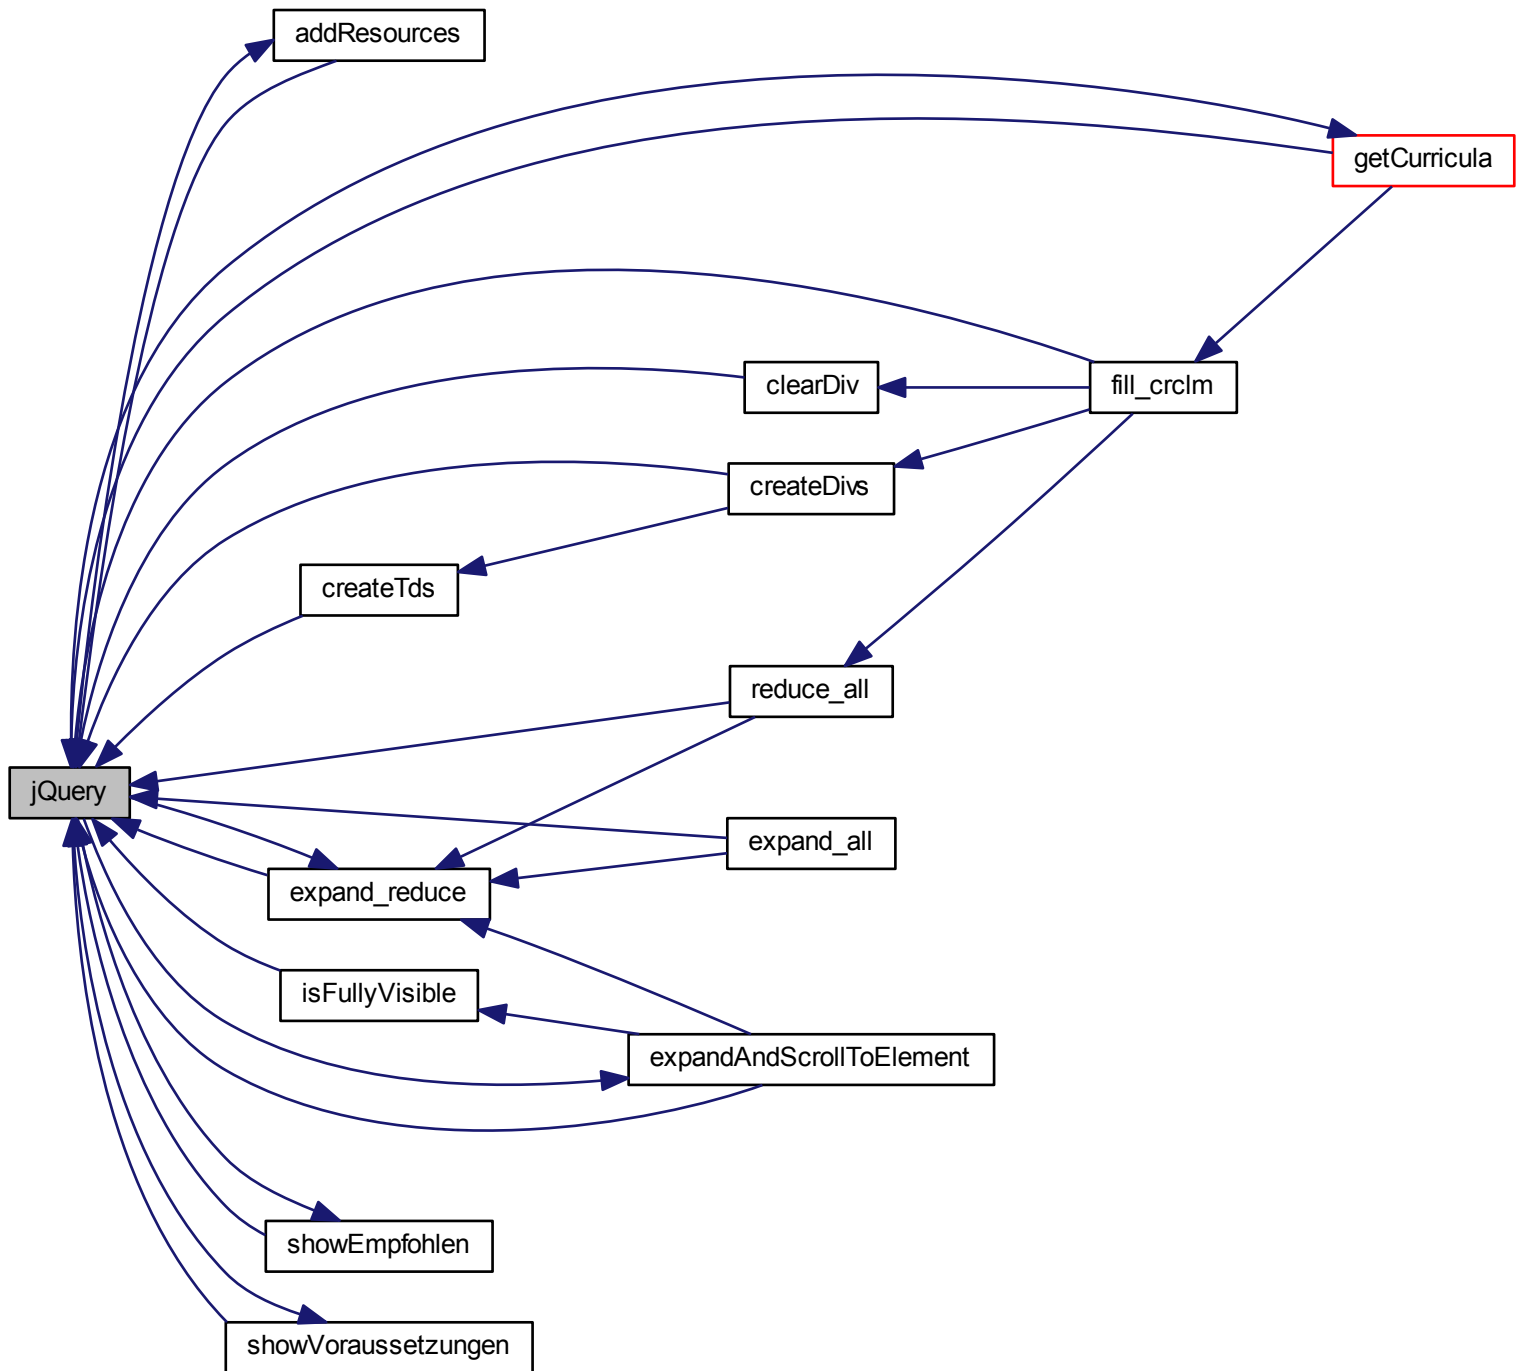 addResources
getCurricula
clearDiv
fill_crclm
createDivs
createTds
reduce_all
jQuery
expand_all
expand_reduce
isFullyVisible
expandAndScrollToElement
showEmpfohlen
showVoraussetzungen